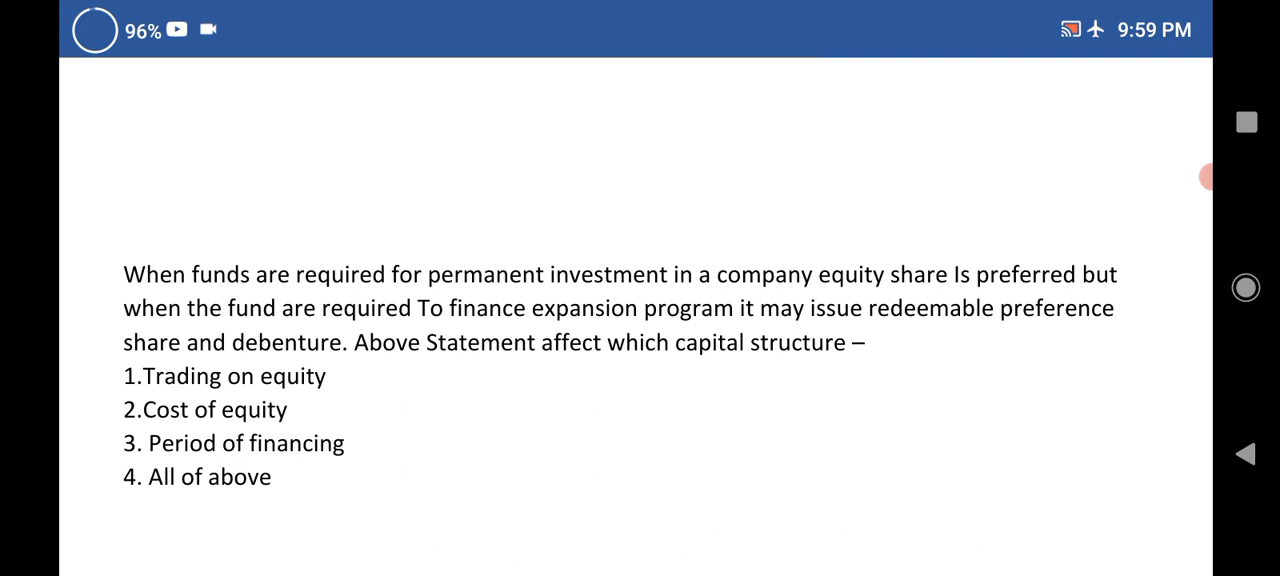 96%
9:59 PM
When funds are required for permanent investment in a company equity share Is preferred but
when the fund are required To finance expansion program it may issue redeemable preference
share and debenture. Above Statement affect which capital structure –
1.Trading on equity
2.Cost of equity
3. Period of financing
4. All of above